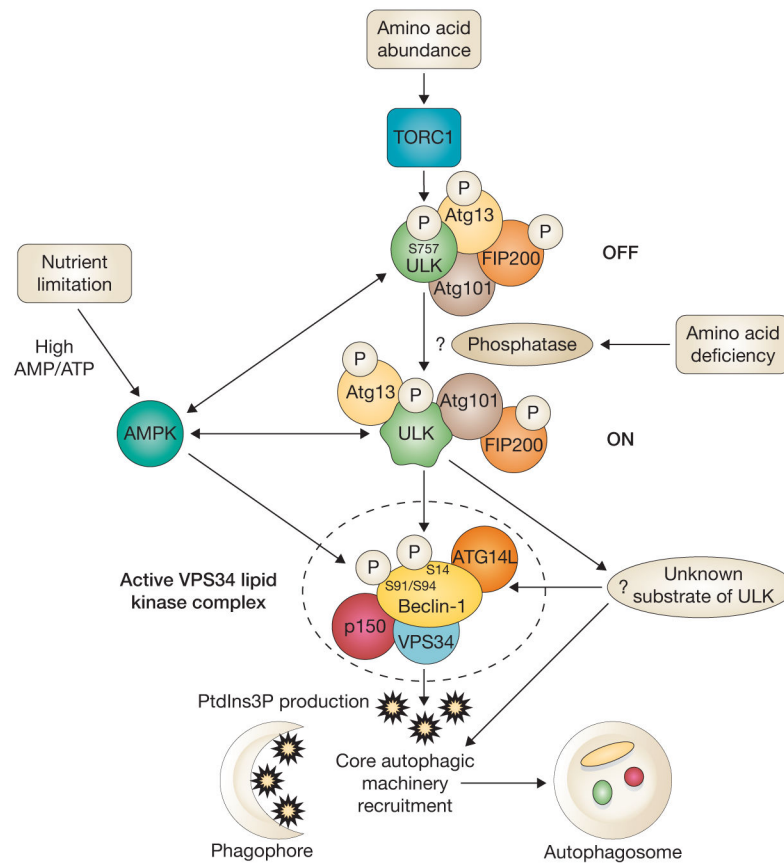 Amino acid
abundance
TORC1
P
P
Atg13
P
S757
ULK
FIP200
Atg101
OFF
Nutrient
limitation
High
AMP/ATP
?
Phosphatase
Amino acid
deficiency
P
Atg13
P
Atg101
P
ULK
FIP200
ON
AMPK
P
P
S14
ATG14L
S91/S94
Beclin-1
p150
VPS34
Active VPS34 lipid
kinase complex
?
Unknown
substrate of ULK
PtdIns3P production
Core autophagic
machinery
recruitment
Phagophore
Autophagosome